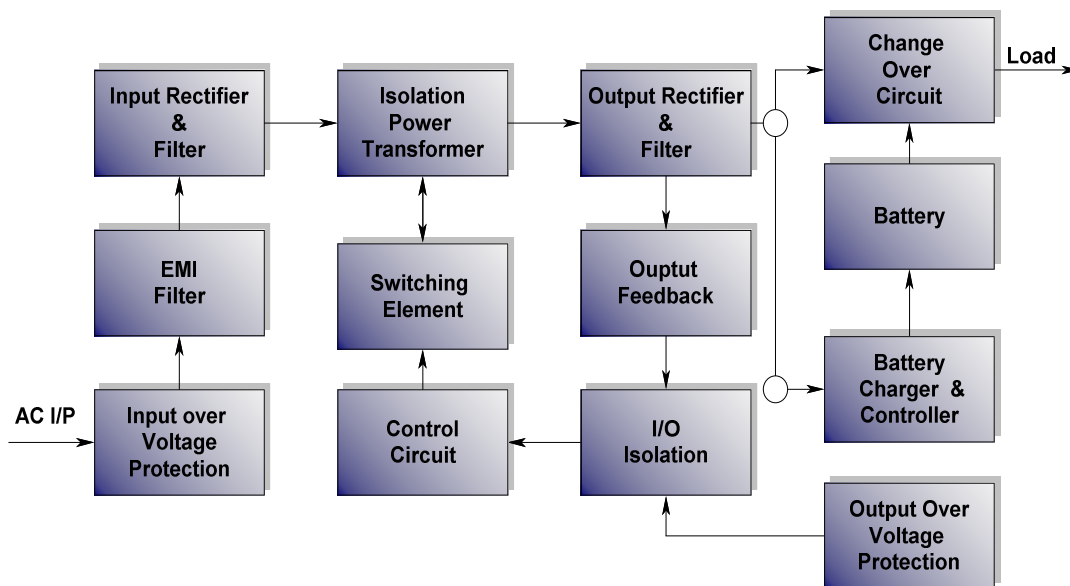 Change
Over
Circuit
Load
Input Rectifier
&
Filter
Isolation
Power
Transformer
Output Rectifier
&
Filter
Battery
EMI
Filter
Switching
Element
Ouptut
Feedback
Battery
Charger &
Controller
AC I/P
Input over
Voltage
Protection
Control
Circuit
I/O
Isolation
Output Over
Voltage
Protection